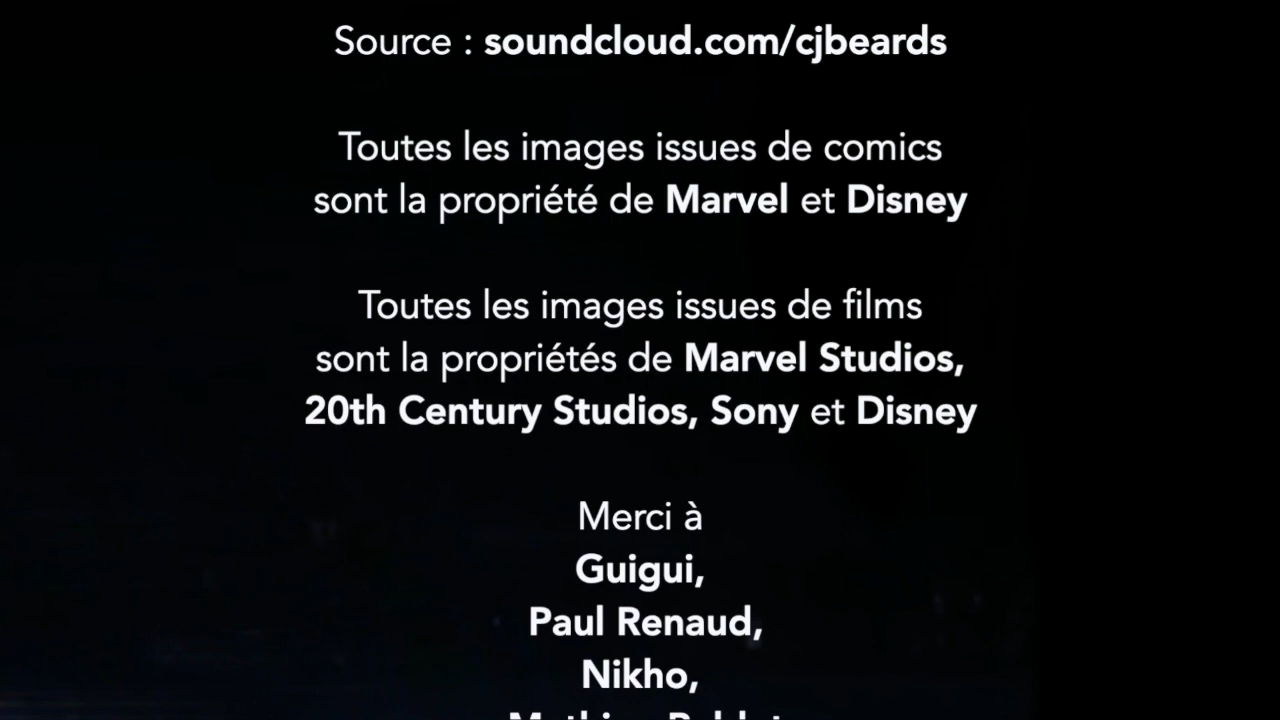 Source : soundcloud.com/cjbeards
Toutes les images issues de comics
sont la propriété de Marvel et Disney
Toutes les images issues de films
sont la propriétés de Marvel Studios,
20th Century Studios, Sony et Disney
Merci à
Guigui,
Paul Renaud,
Nikho,